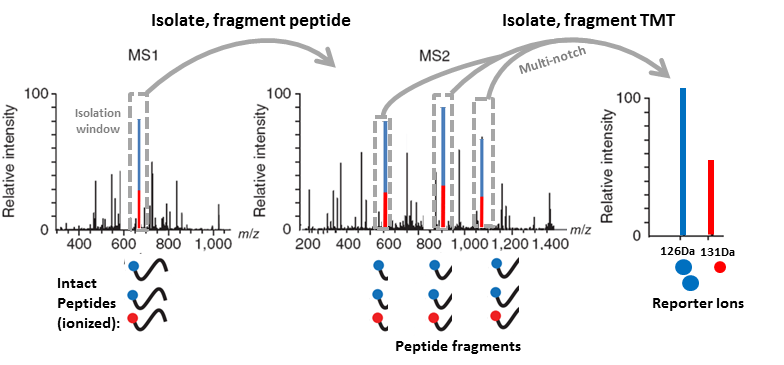 Isolate, fragment peptide
Isolate, fragment TMT
MS1
MS2
Multi-notch
Isolation
window
Relative intensity
100
0
400 600 800 1,000 m/z
Relative intensity
100
0
200 400 600 800 1,000 1,200 1,400 m/z
Relative intensity
100
0
126Da 131Da
Reporter Ions
Intact
Peptides
(ionized):
Peptide fragments